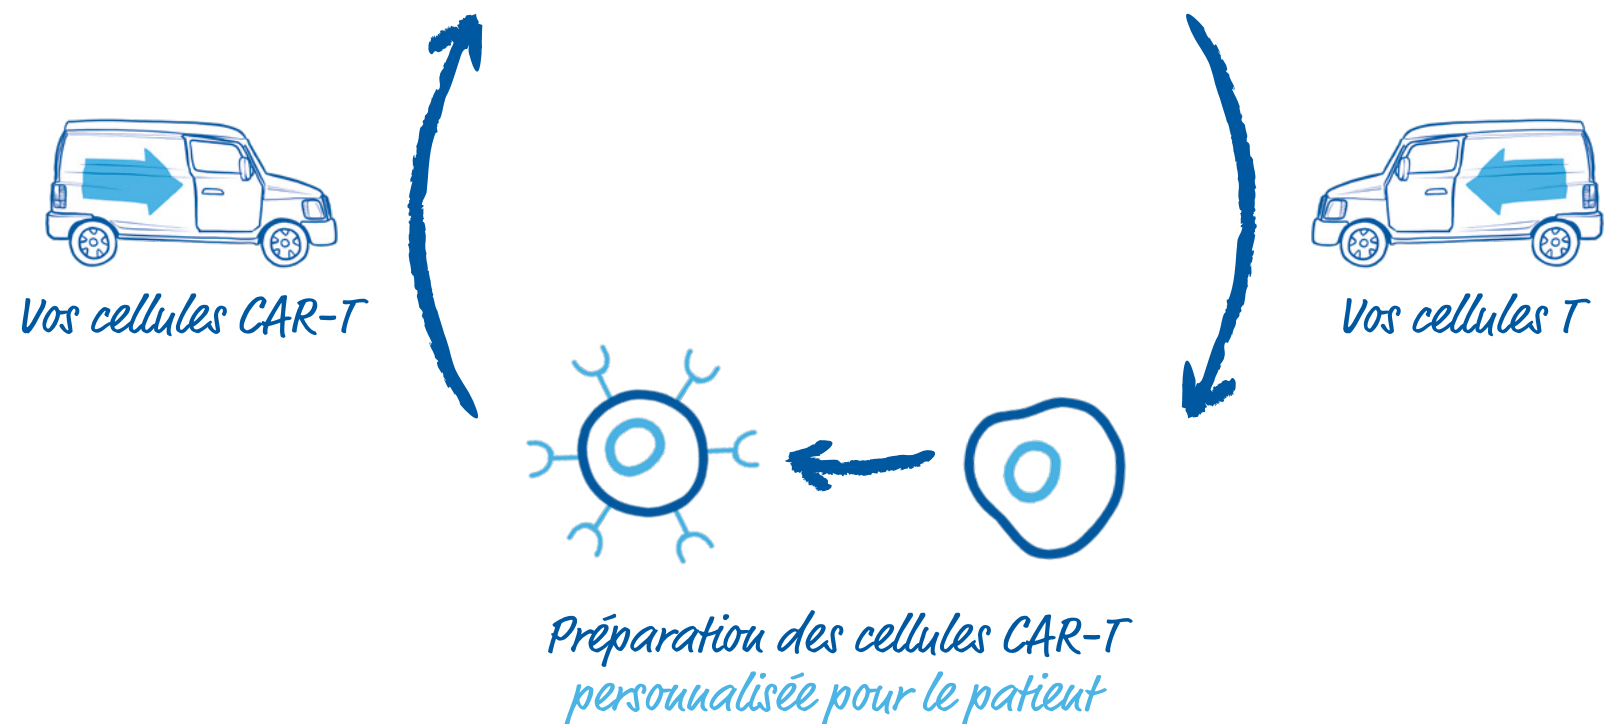 Vos cellules CAR-T
Vos cellules T
Préparation des cellules CAR-T
personnalisée pour le patient